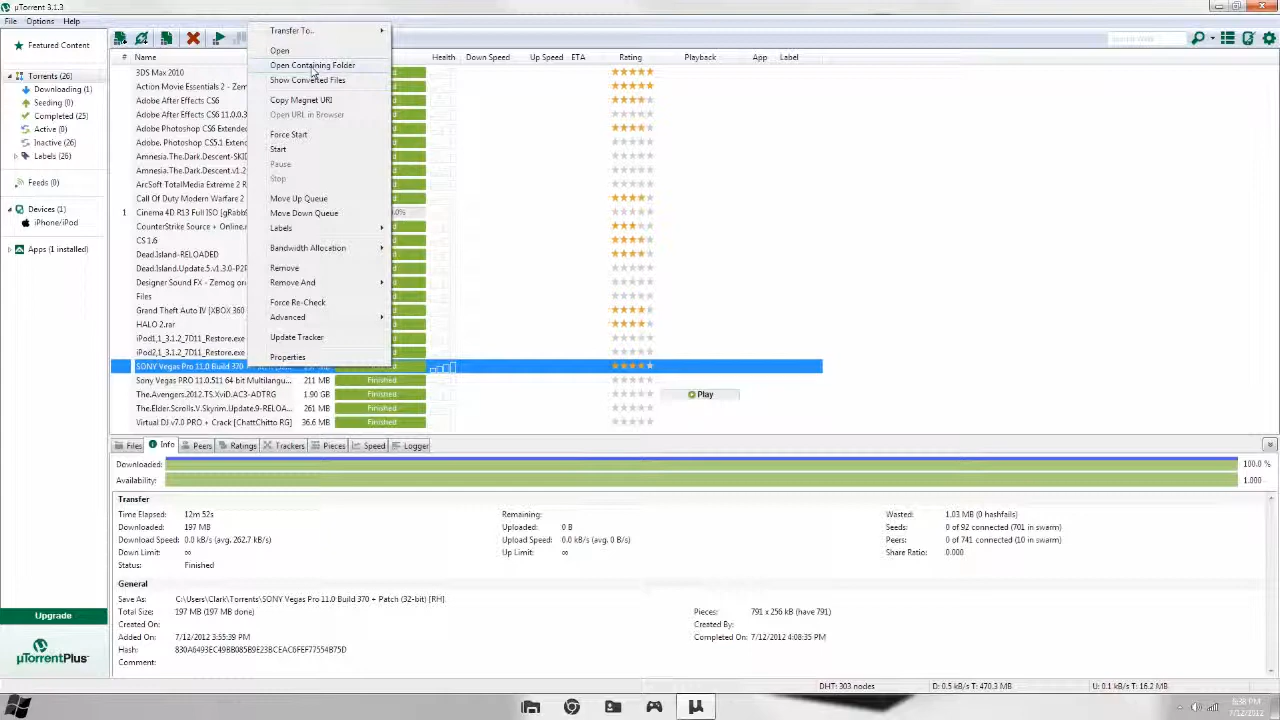 µTorrent 3.1.3
File Options Help
Featured Content
Torrents (26)
Downloading (1)
Seeding (0)
Completed (25)
Active (0)
Inactive (26)
Labels (26)
Feeds (0)
Devices (1)
iPhone/iPod
Apps (1 installed)
Upgrade
µTorrentPlus
# Name Health Down Speed Up Speed ETA Rating Playback App Label
3DS Max 2010
Action Movie Essentials 2 - Zem
Adobe After Effects CS6
Adobe After Effects CS6 11.0.0.3
Adobe Photoshop CS6 Extended
Adobe. Photoshop CS5.1 Extend
Amnesia.The.Dark.Descent-SKID
Amnesia.The.Dark.Descent.v1.2
ArcSoft TotalMedia Extreme 2
Call Of Duty Modern Warfare 2
1 Cinema 4D R13 Full ISO .0%
CounterStrike Source + Online
CS 1.6
Dead.Island-RELOADED
Dead.Island.Update.5.v1.3.0-P2P
Designer Sound Fx - Zemog
Files
Grand Theft Auto IV [XBOX 360
HALO 2.rar
iPod1,1_3.1.2_7D11_Restore.exe
iPod2,1_3.1.2_7D11_Restore.exe
SONY Vegas Pro 11.0 Build 370
Sony Vegas PRO 11.0.511 64 bit Multilangu... 211 MB Finished
The.Avengers.2012.TS.XviD.AC3-ADTRG 1.90 GB Finished Play
The.Elder.Scrolls.V.Skyrim.Update.9-RELOA... 261 MB Finished
Virtual DJ v7.0 PRO + Crack [ChattChitto RG] 36.6 MB Finished
Transfer To..
Open
Open Containing Folder
Show Completed Files
Copy Magnet URI
Open URL in Browser
Force Start
Start
Pause
Stop
Move Up Queue
Move Down Queue
Labels
Bandwidth Allocation
Remove
Remove And
Force Re-Check
Advanced
Update Tracker
Properties
Files Info Peers Ratings Trackers Pieces Speed Logger
Downloaded: 100.0 %
Availability: 1.000
Transfer
Time Elapsed: 12m 52s Remaining: Wasted: 1.03 MB (0 hashfails)
Downloaded: 197 MB Uploaded: 0 B Seeds: 0 of 92 connected (701 in swarm)
Download Speed: 0.0 kB/s (avg. 262.7 kB/s) Upload Speed: 0.0 kB/s (avg. 0 B/s) Peers: 0 of 741 connected (10 in swarm)
Down Limit: ∞ Up Limit: ∞ Share Ratio: 0.000
Status: Finished
General
Save As: C:\Users\Clark\Torrents\SONY Vegas Pro 11.0 Build 370 + Patch (32-bit) [RH]
Total Size: 197 MB (197 MB done) Pieces: 791 x 256 kB (have 791)
Created On: Created By:
Added On: 7/12/2012 3:55:39 PM Completed On: 7/12/2012 4:08:35 PM
Hash: 830A6493EC49BB085B9E23BCEAC6FEF77554B75D
Comment:
DHT: 303 nodes D: 0.5 kB/s T: 470.3 MB U: 0.1 kB/s T: 16.2 MB
5:38 PM
7/12/2012